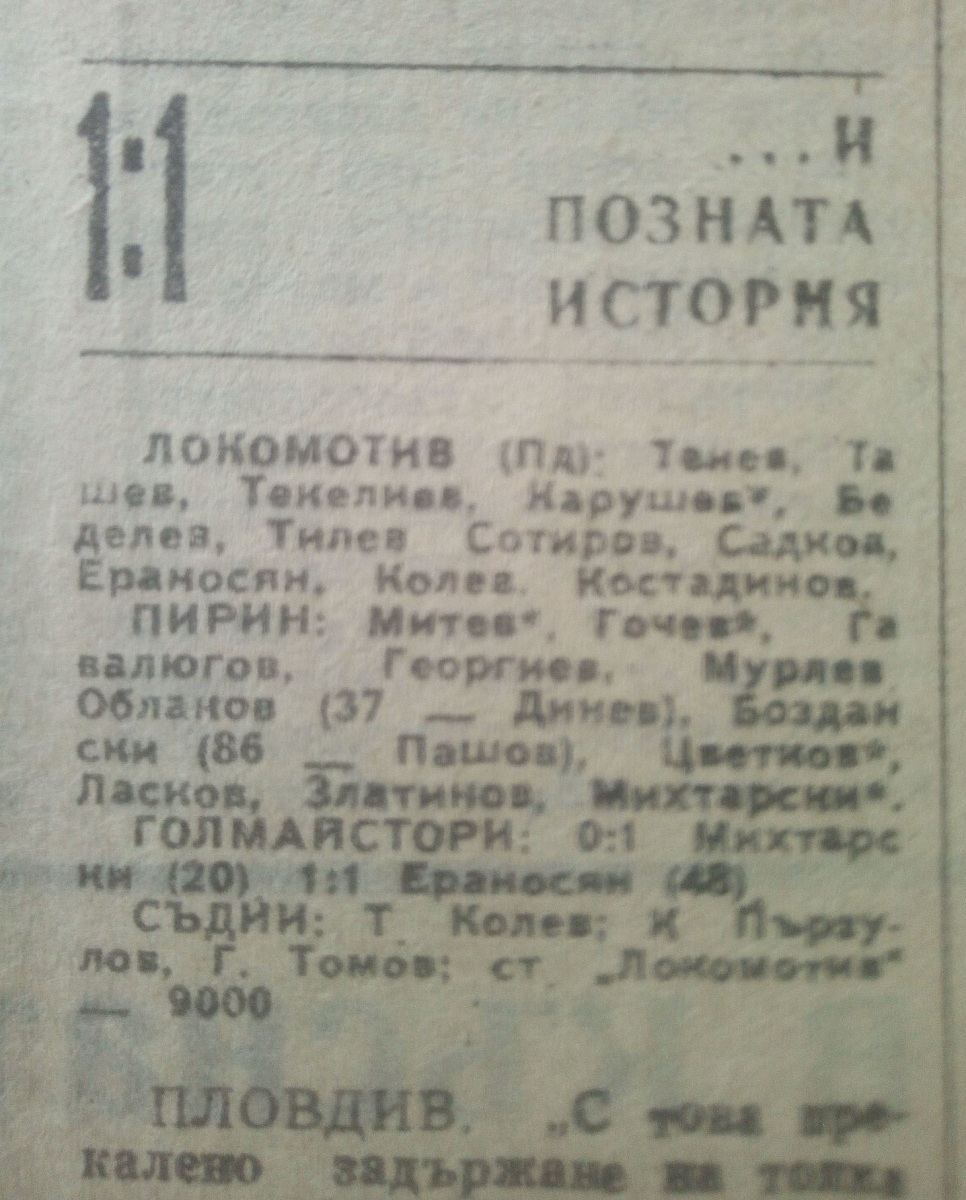 1:1
...И
ПОЗНАТА
ИСТОРИЯ
ЛОКОМОТИВ (Пд): Тенев, Та
шев, Текелиев, Карушев*, Бе
делев, Тилев Сотиров, Садков,
Ераносян, Колев, Костадинов.
ПИРИН: Митев*, Гочев*, Га
валюгов, Георгиев, Мурлев
Обланов (37 — Динев), Боздан
ски (86 — Пашов), Цветков*,
Ласков, Златинов, Михтарски*.
ГОЛМАЙСТОРИ: 0:1 Михтарс
ки (20) 1:1 Ераносян (48)
СЪДИИ: Т. Колев; К Пъргу-
лов, Г. Томов; ст „Локомотив“
— 9000
ПЛОВДИВ. „С това пре-
калено задържане на топка